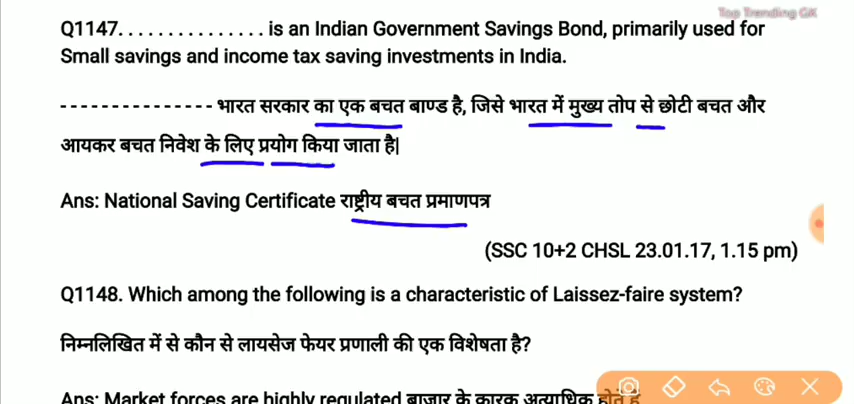 Top Trending GK
Q1147. . . . . . . . . . . . . . . is an Indian Government Savings Bond, primarily used for
Small savings and income tax saving investments in India.
- - - - - - - - - - - - - - - भारत सरकार का एक बचत बाण्ड है, जिसे भारत में मुख्य तोप से छोटी बचत और
आयकर बचत निवेश के लिए प्रयोग किया जाता है|
Ans: National Saving Certificate राष्ट्रीय बचत प्रमाणपत्र
(SSC 10+2 CHSL 23.01.17, 1.15 pm)
Q1148. Which among the following is a characteristic of Laissez-faire system?
निम्नलिखित में से कौन से लायसेज फेयर प्रणाली की एक विशेषता है?
Ans: Market forces are highly regulated बाजार के कारक अत्याधिक होते हैं